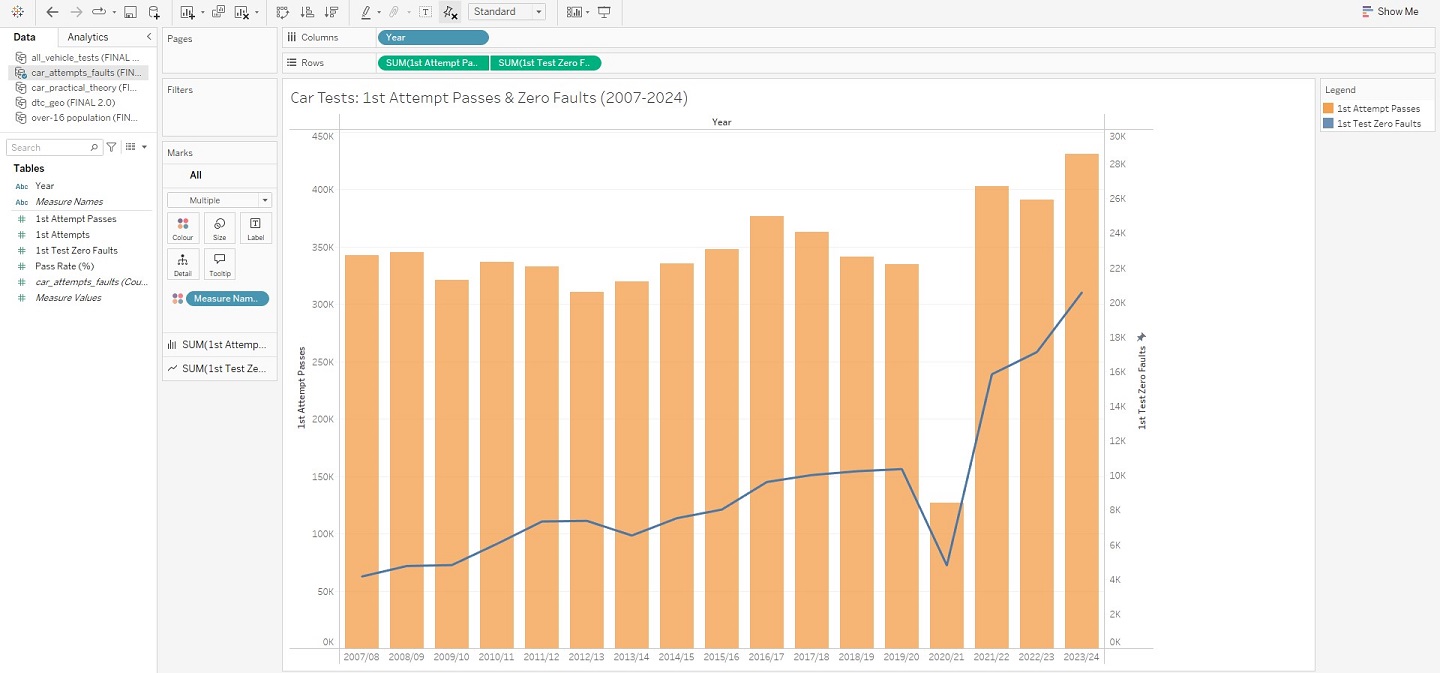 Standard
Show Me
Data
Analytics
all_vehicle_tests (FINAL ...
car_attempts_faults (FIN...
car_practical_theory (FI...
dtc_geo (FINAL 2.0)
over-16 population (FIN...
Search
Tables
Abc Year
Abc Measure Names
1st Attempt Passes
1st Attempts
1st Test Zero Faults
Pass Rate (%)
car_attempts_faults (Cou...
Measure Values
Pages
Filters
Marks
All
Multiple
Colour Size Label
Detail Tooltip
Measure Nam..
SUM(1st Attemp...
SUM(1st Test Ze...
Columns Year
Rows SUM(1st Attempt Pa.. SUM(1st Test Zero F..
Car Tests: 1st Attempt Passes & Zero Faults (2007-2024)
Year
450K
400K
350K
300K
250K
200K
150K
100K
50K
0K
1st Attempt Passes
30K
28K
26K
24K
22K
20K
18K
16K
14K
12K
10K
8K
6K
4K
2K
0K
1st Test Zero Faults
2007/08 2008/09 2009/10 2010/11 2011/12 2012/13 2013/14 2014/15 2015/16 2016/17 2017/18 2018/19 2019/20 2020/21 2021/22 2022/23 2023/24
Legend
1st Attempt Passes
1st Test Zero Faults